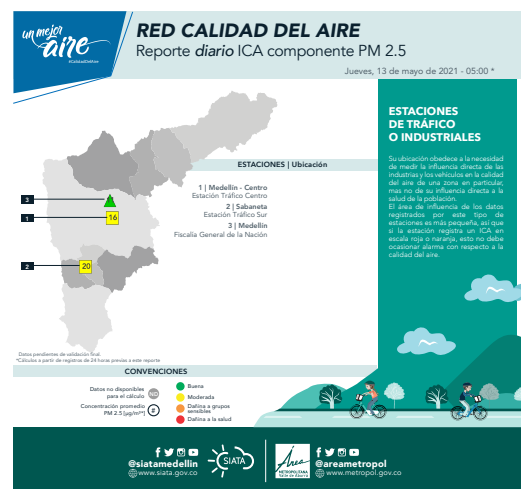 un mejor
aire
#CalidadDelAire
RED CALIDAD DEL AIRE
Reporte diario ICA componente PM 2.5
Jueves, 13 de mayo de 2021 - 05:00 *
ESTACIONES
DE TRÁFICO
O INDUSTRIALES
Su ubicación obedece a la necesidad
de medir la influencia directa de las
industrias y los vehículos en la calidad
del aire de una zona en particular,
mas no de su influencia directa a la
salud de la población.
El área de influencia de los datos
registrados por este tipo de
estaciones es más pequeña, así que
si la estación registra un ICA en
escala roja o naranja, esto no debe
ocasionar alarma con respecto a la
calidad del aire.
ESTACIONES | Ubicación
1 | Medellín - Centro
Estación Tráfico Centro
2 | Sabaneta
Estación Tráfico Sur
3 | Medellín
Fiscalía General de la Nación
3
1
16
2
20
Datos pendientes de validación final.
*Cálculos a partir de registros de 24 horas previas a este reporte
CONVENCIONES
Datos no disponibles
para el cálculo
ND
Concentración promedio
PM 2.5 (µg/m³)
#
Buena
Moderada
Dañina a grupos
sensibles
Dañina a la salud
@siatamedellin
www.siata.gov.co
SIATA
Área
METROPOLITANA
Valle de Aburrá
@areametropol
www.metropol.gov.co